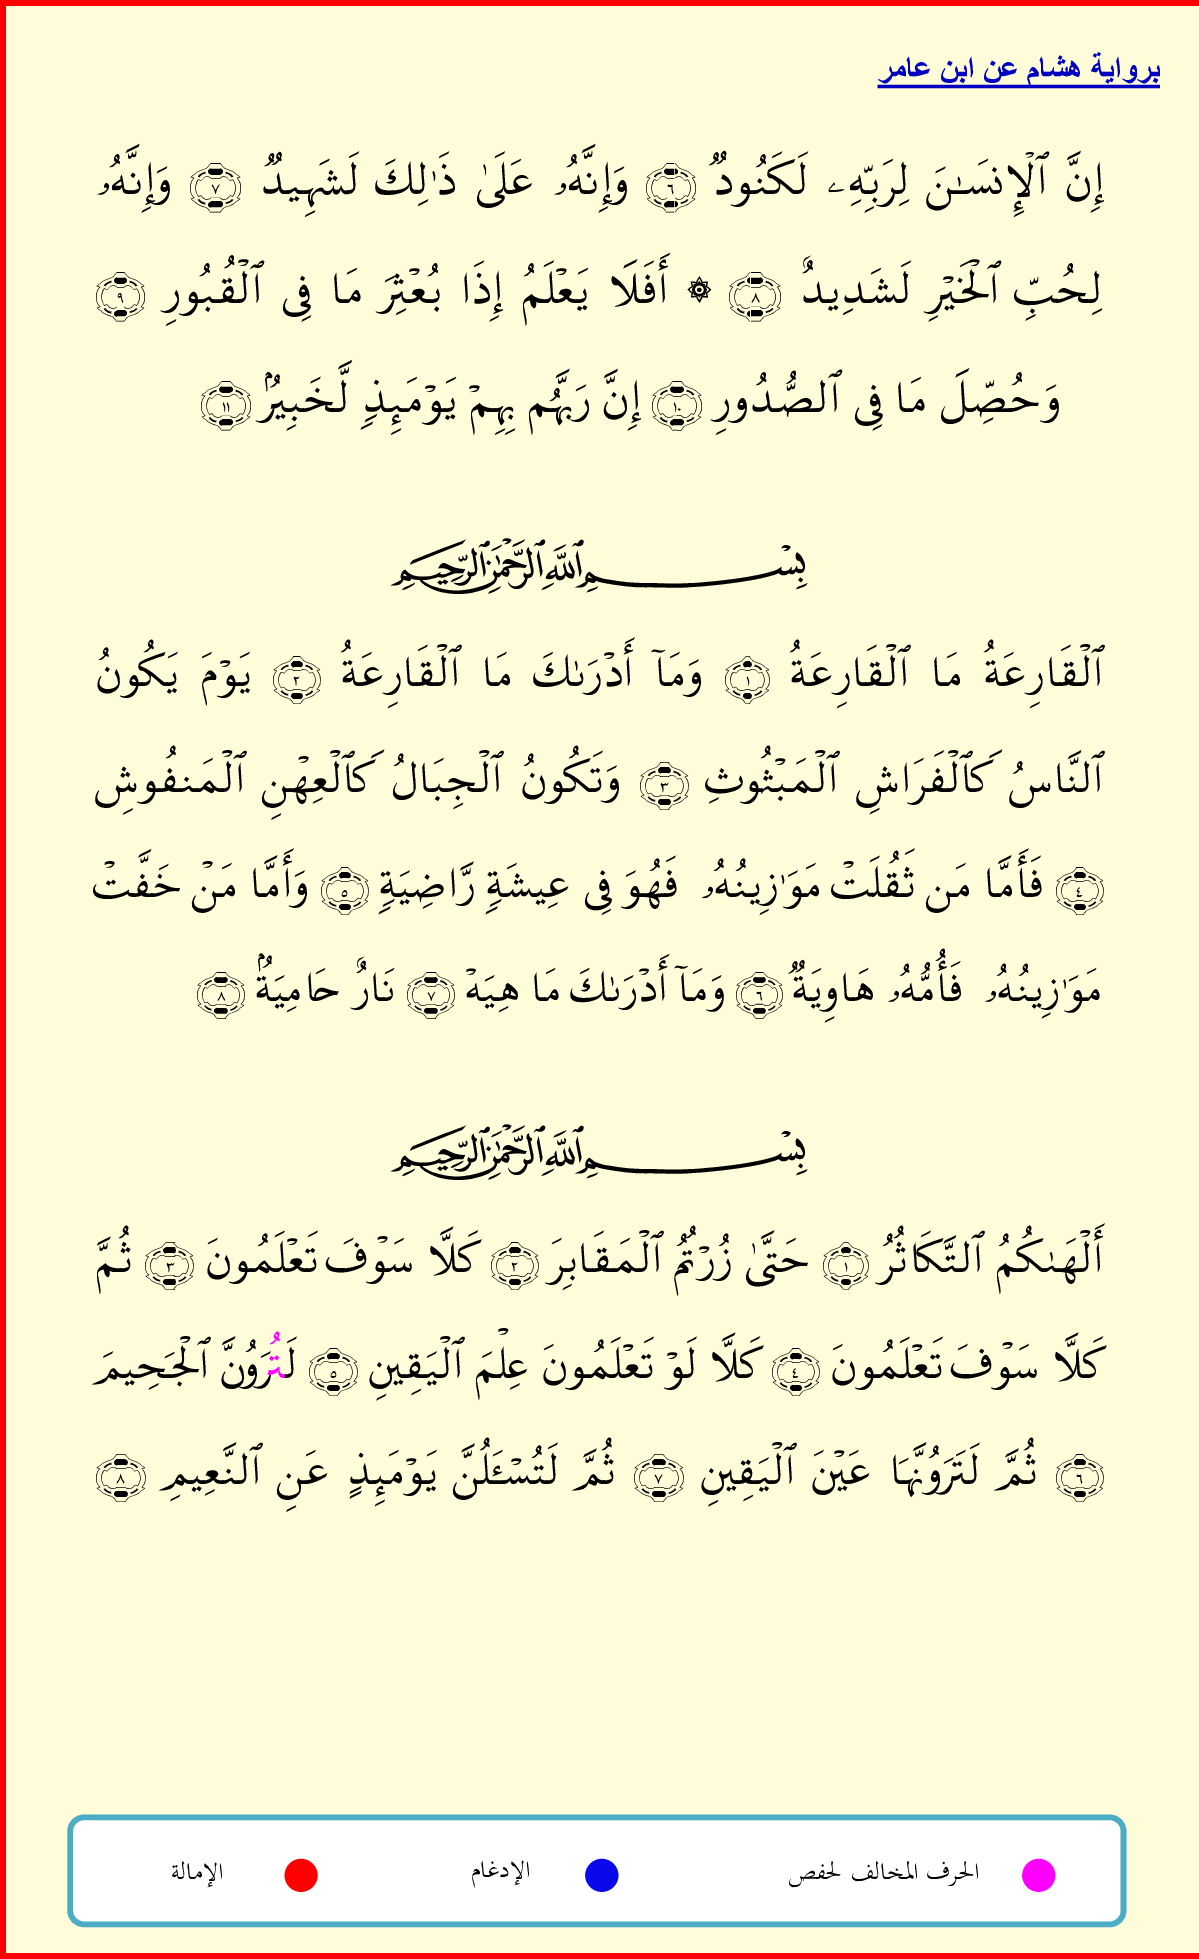 برواية هشام عن ابن عامر
إِنَّ ٱلْإِنسَٰنَ لِرَبِّهِۦ لَكَنُودٌ ٦ وَإِنَّهُۥ عَلَىٰ ذَٰلِكَ لَشَهِيدٌ ٧ وَإِنَّهُۥ
لِحُبِّ ٱلْخَيْرِ لَشَدِيدٌ ٨ ۞ أَفَلَا يَعْلَمُ إِذَا بُعْثِرَ مَا فِى ٱلْقُبُورِ ٩
وَحُصِّلَ مَا فِى ٱلصُّدُورِ ١٠ إِنَّ رَبَّهُم بِهِمْ يَوْمَئِذٍ لَّخَبِيرٌۢ ١١
بِسْمِ ٱللَّهِ ٱلرَّحْمَٰنِ ٱلرَّحِيمِ
ٱلْقَارِعَةُ مَا ٱلْقَارِعَةُ ١ وَمَآ أَدْرَىٰكَ مَا ٱلْقَارِعَةُ ٢ يَوْمَ يَكُونُ
ٱلنَّاسُ كَٱلْفَرَاشِ ٱلْمَبْثُوثِ ٣ وَتَكُونُ ٱلْجِبَالُ كَٱلْعِهْنِ ٱلْمَنفُوشِ
٤ فَأَمَّا مَن ثَقُلَتْ مَوَٰزِينُهُۥ فَهُوَ فِى عِيشَةٍ رَّاضِيَةٍ ٥ وَأَمَّا مَنْ خَفَّتْ
مَوَٰزِينُهُۥ فَأُمُّهُۥ هَاوِيَةٌ ٦ وَمَآ أَدْرَىٰكَ مَا هِيَهْ ٧ نَارٌ حَامِيَةٌۢ ٨
بِسْمِ ٱللَّهِ ٱلرَّحْمَٰنِ ٱلرَّحِيمِ
أَلْهَىٰكُمُ ٱلتَّكَاثُرُ ١ حَتَّىٰ زُرْتُمُ ٱلْمَقَابِرَ ٢ كَلَّا سَوْفَ تَعْلَمُونَ ٣ ثُمَّ
كَلَّا سَوْفَ تَعْلَمُونَ ٤ كَلَّا لَوْ تَعْلَمُونَ عِلْمَ ٱلْيَقِينِ ٥ لَتُرَوُنَّ ٱلْجَحِيمَ
٦ ثُمَّ لَتَرَوُنَّهَا عَيْنَ ٱلْيَقِينِ ٧ ثُمَّ لَتُسْـَٔلُنَّ يَوْمَئِذٍ عَنِ ٱلنَّعِيمِ ٨
الحرف المخالف لحفص الإدغام الإمالة